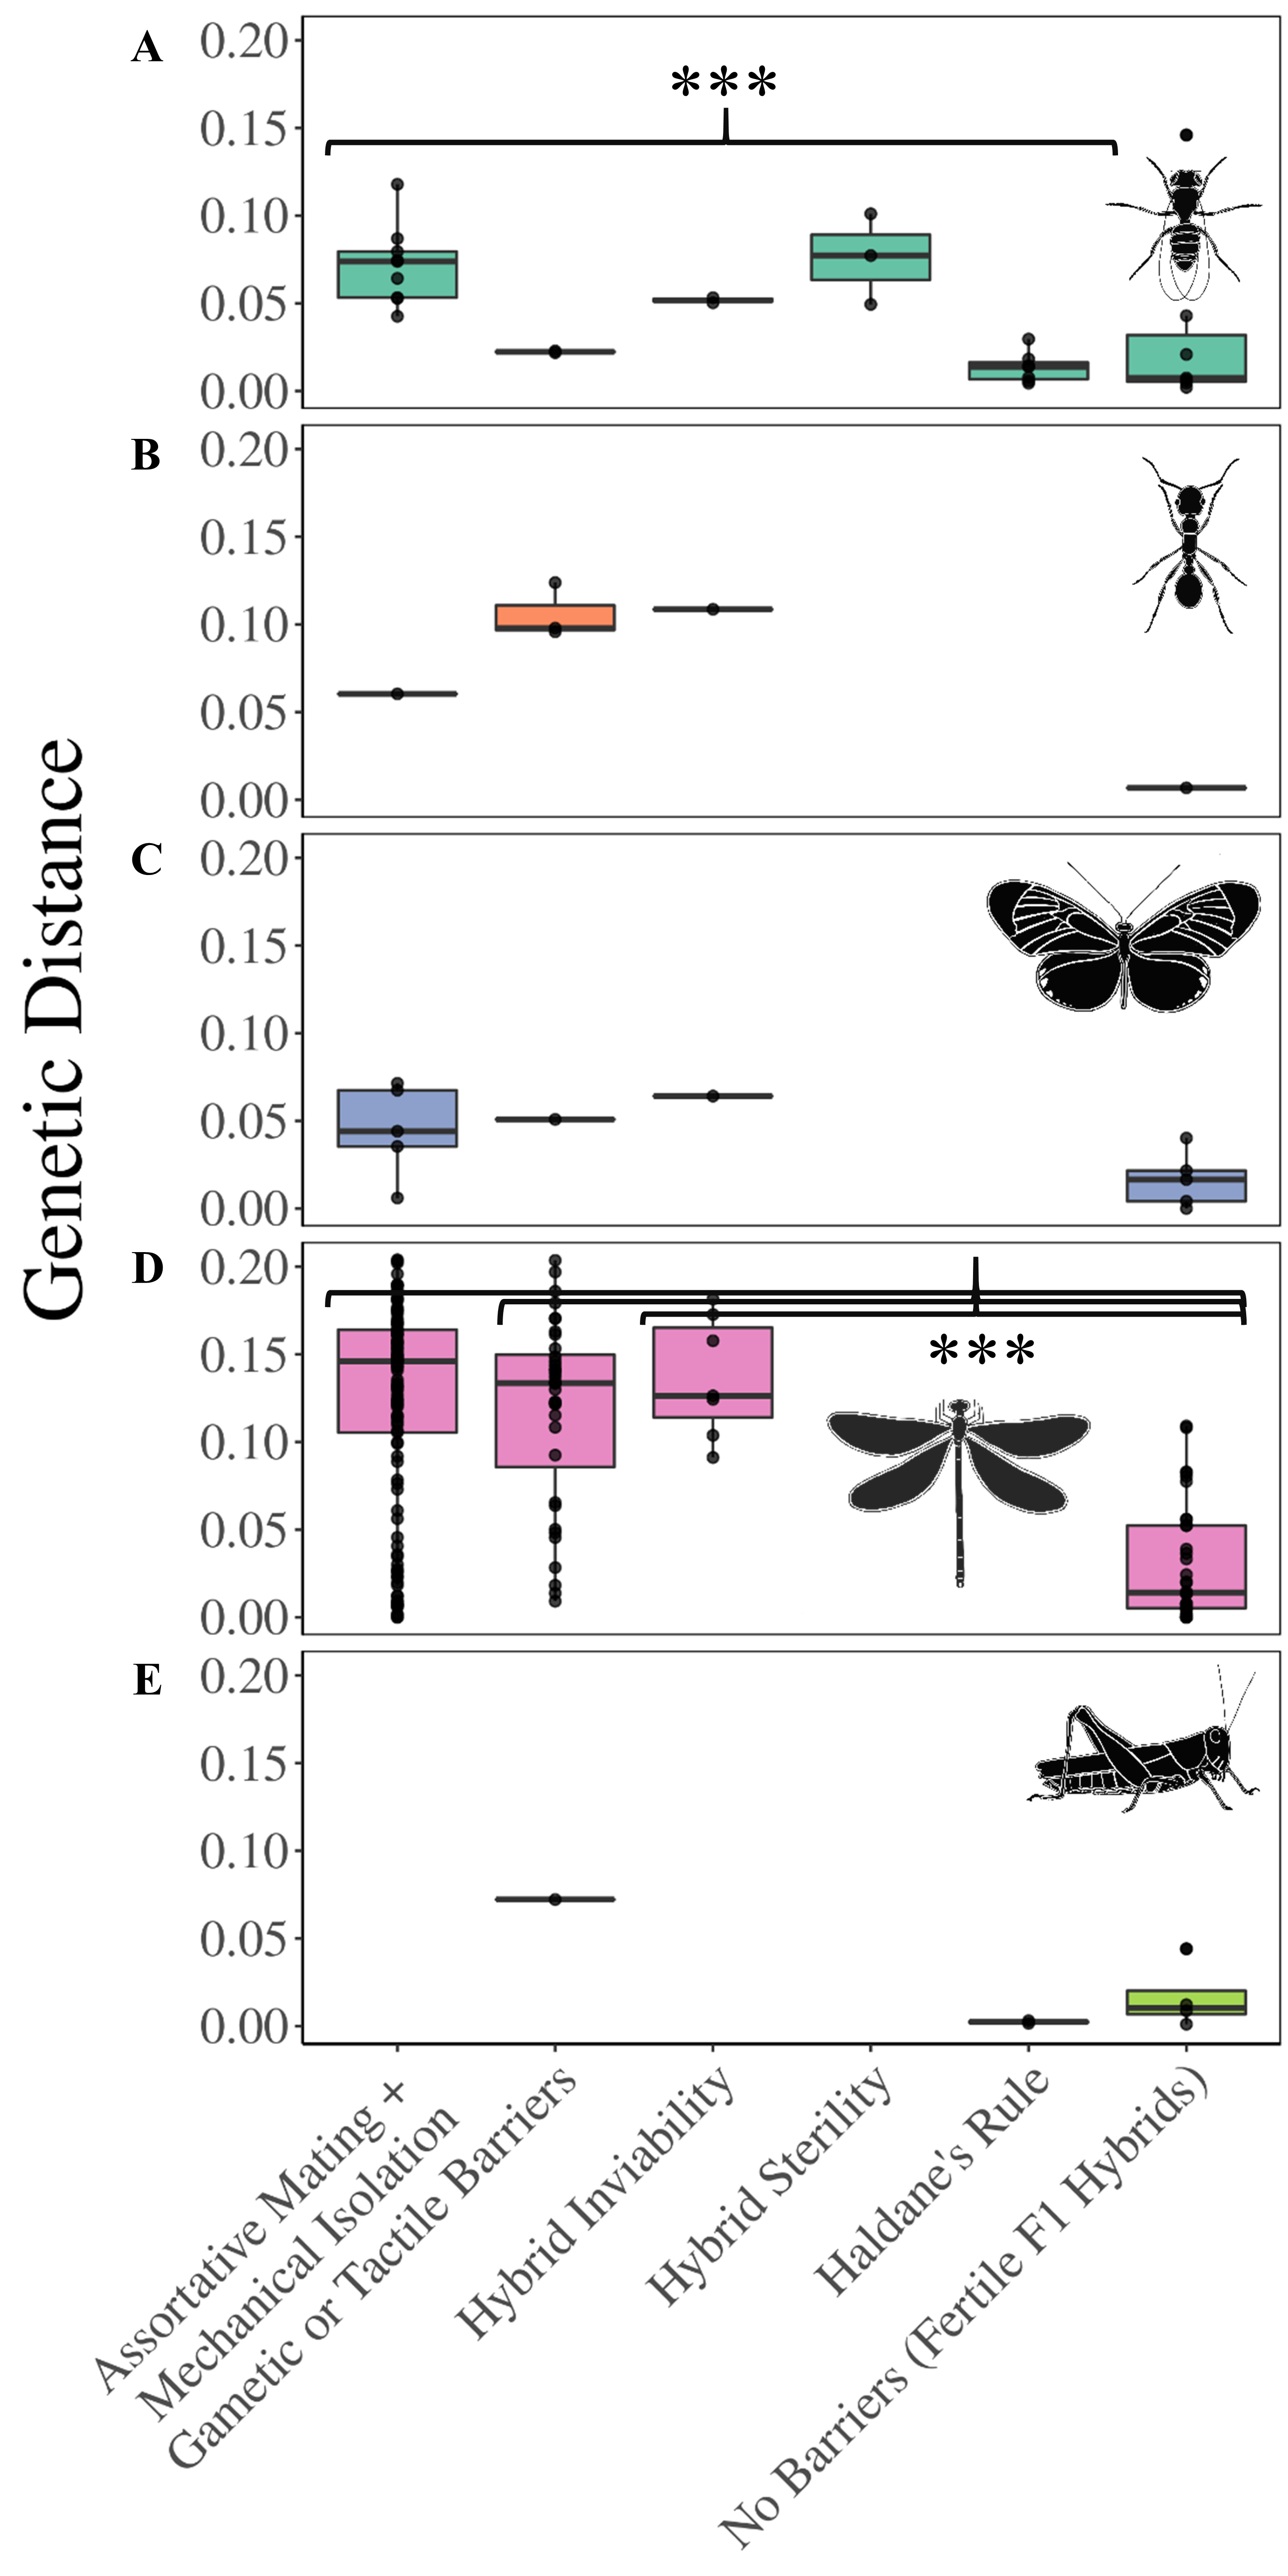 A
0.20
0.15
0.10
0.05
0.00
***
B
0.20
0.15
0.10
0.05
0.00
C
0.20
0.15
0.10
0.05
0.00
D
0.20
0.15
0.10
0.05
0.00
***
E
0.20
0.15
0.10
0.05
0.00
Genetic Distance
Assortative Mating +
Mechanical Isolation
Gametic or Tactile Barriers
Hybrid Inviability
Hybrid Sterility
Haldane's Rule
No Barriers (Fertile F1 Hybrids)